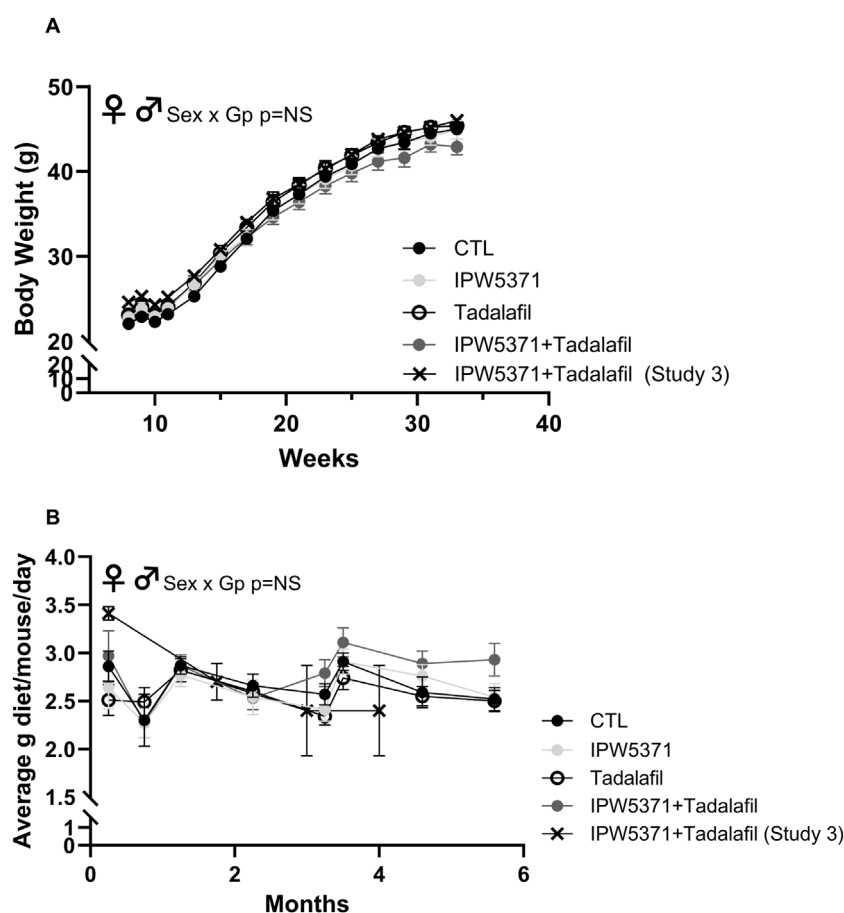 A
50
♀ ♂ Sex x Gp p=NS
40
Body Weight (g)
30
CTL
IPW5371
Tadalafil
20
IPW5371+Tadalafil
20
10
IPW5371+Tadalafil (Study 3)
0
10 20 30 40
Weeks
B
4.0
♀ ♂ Sex x Gp p=NS
3.5
3.0
Average g diet/mouse/day
2.5
CTL
2.0
IPW5371
Tadalafil
1.5
IPW5371+Tadalafil
1
IPW5371+Tadalafil (Study 3)
0
0 2 4 6
Months